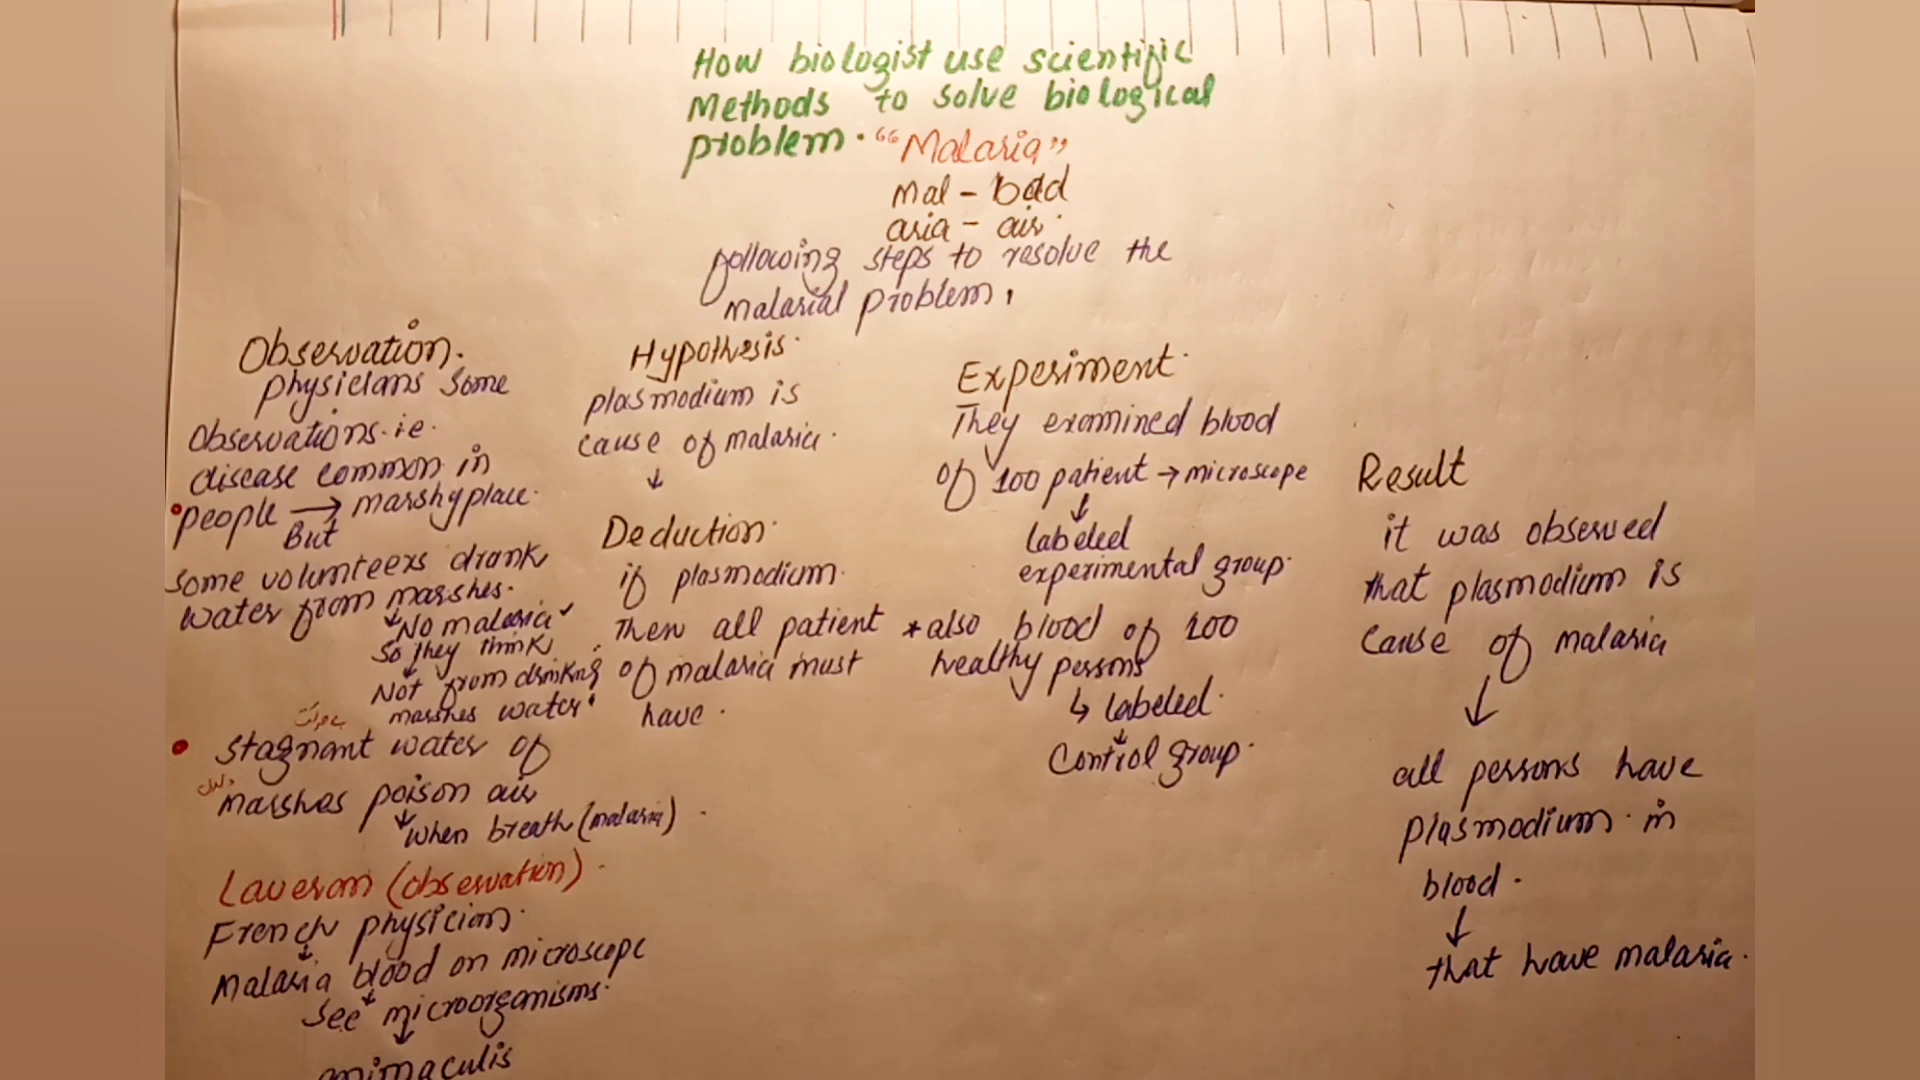 How biologist use scientific
Methods to solve biological
problem. "Malaria"
Mal - bad
aria - air.
following steps to resolve the
malarial problem.
Observation.
physicians some
Observations. ie.
disease common in
people → marshy place.
But
some volunteers drank
water from marshes.
↓ No malaria ✓
so they think
Not from drinking
marshes water.
Stagnant water of
Marshes poison air
↓ when breath (malaria)
Laveran (observation)
French physician.
Malaria blood on microscope
See microorganisms.
animaculis
Hypothesis.
plasmodium is
cause of malaria.
↓
Deduction.
if plasmodium.
Then all patient
of malaria must
have.
Experiment.
They examined blood
of 100 patient → microscope
↓
labeled
experimental group.
* also blood of 100
healthy persons
↳ labeled.
Control group.
Result
it was observed
that plasmodium is
cause of malaria
↓
all persons have
plasmodium in
blood.
↓
that have malaria.